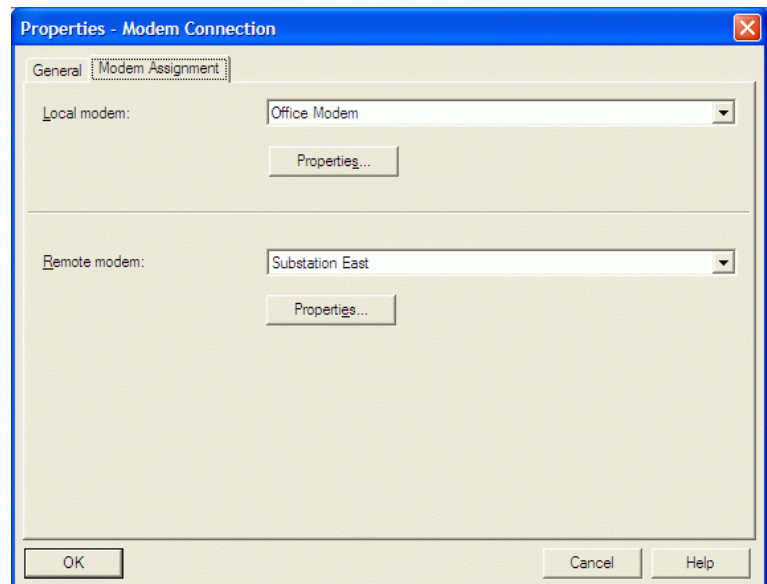 Properties - Modem Connection
General Modem Assignment
Local modem: Office Modem
Properties...
Remote modem: Substation East
Properties...
OK Cancel Help